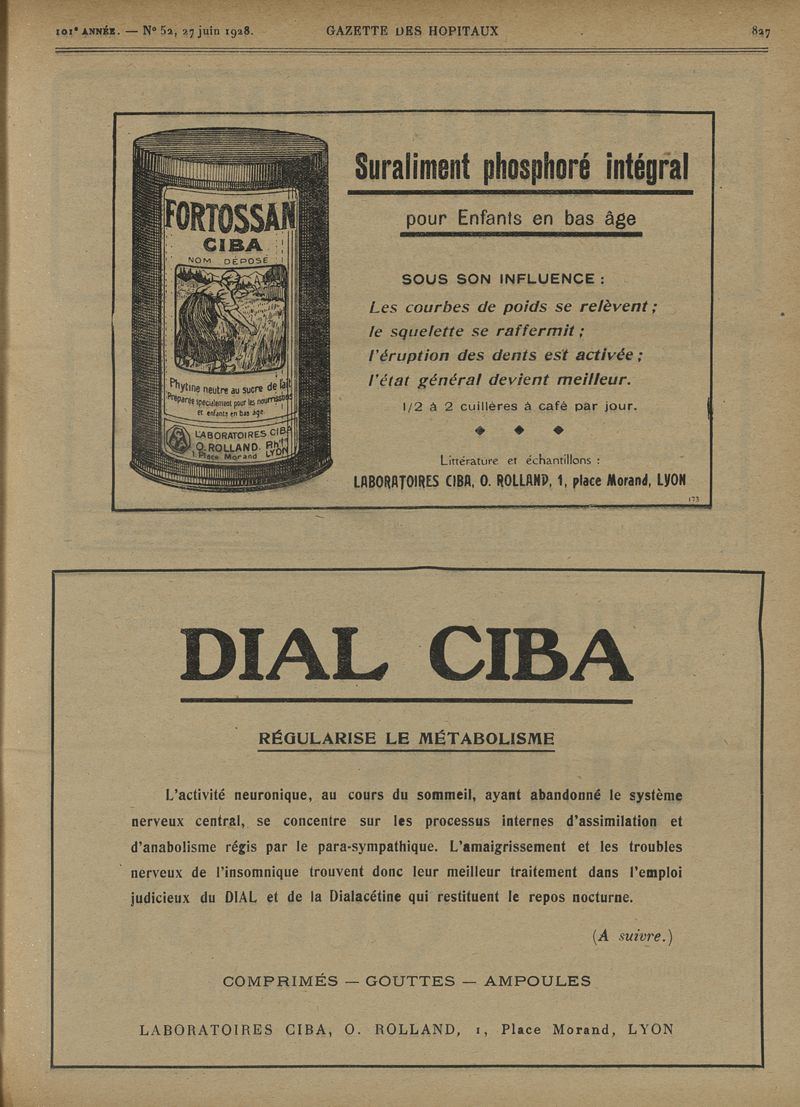 101e ANNÉE. — N° 52, 27 juin 1928.
GAZETTE DES HOPITAUX
827
FORTOSSAN
CIBA
NOM DÉPOSÉ
Phytine neutre au sucre de lait
Préparée spécialement pour les nourrissons
et enfants en bas âge
LABORATOIRES CIBA
O. ROLLAND. Phien
1. Place Morand LYON
Suraliment phosphoré intégral
pour Enfants en bas âge
SOUS SON INFLUENCE :
Les courbes de poids se relèvent ;
le squelette se raffermit ;
l'éruption des dents est activée ;
l'état général devient meilleur.
1/2 à 2 cuillères à café par jour.
Littérature et échantillons :
LABORATOIRES CIBA, O. ROLLAND, 1, place Morand, LYON
173
DIAL CIBA
RÉGULARISE LE MÉTABOLISME
L'activité neuronique, au cours du sommeil, ayant abandonné le système
nerveux central, se concentre sur les processus internes d'assimilation et
d'anabolisme régis par le para-sympathique. L'amaigrissement et les troubles
nerveux de l'insomnique trouvent donc leur meilleur traitement dans l'emploi
judicieux du DIAL et de la Dialacétine qui restituent le repos nocturne.
(A suivre.)
COMPRIMÉS — GOUTTES — AMPOULES
LABORATOIRES CIBA, O. ROLLAND, 1, Place Morand, LYON